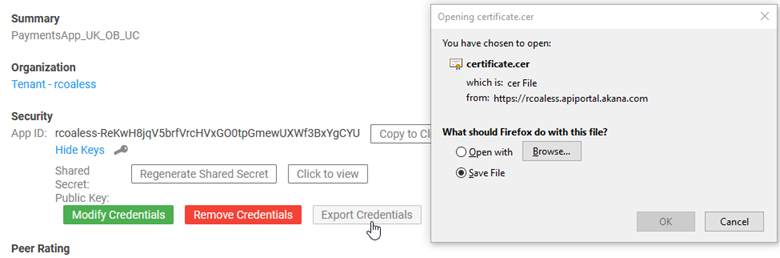 Summary
PaymentsApp_UK_OB_UC
Organization
Tenant - rcoaless
Security
App ID: rcoaless-ReKwH8jqV5brfVrcHVxGO0tpGmewUXWf3BxYgCYU Copy to Cl
Hide Keys
Shared Secret: Regenerate Shared Secret Click to view
Public Key:
Modify Credentials Remove Credentials Export Credentials
Peer Rating
Opening certificate.cer
You have chosen to open:
certificate.cer
which is: cer File
from: https://rcoaless.apiportal.akana.com
What should Firefox do with this file?
Open with Browse...
Save File
OK Cancel